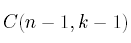 C(n − 1, k − 1)